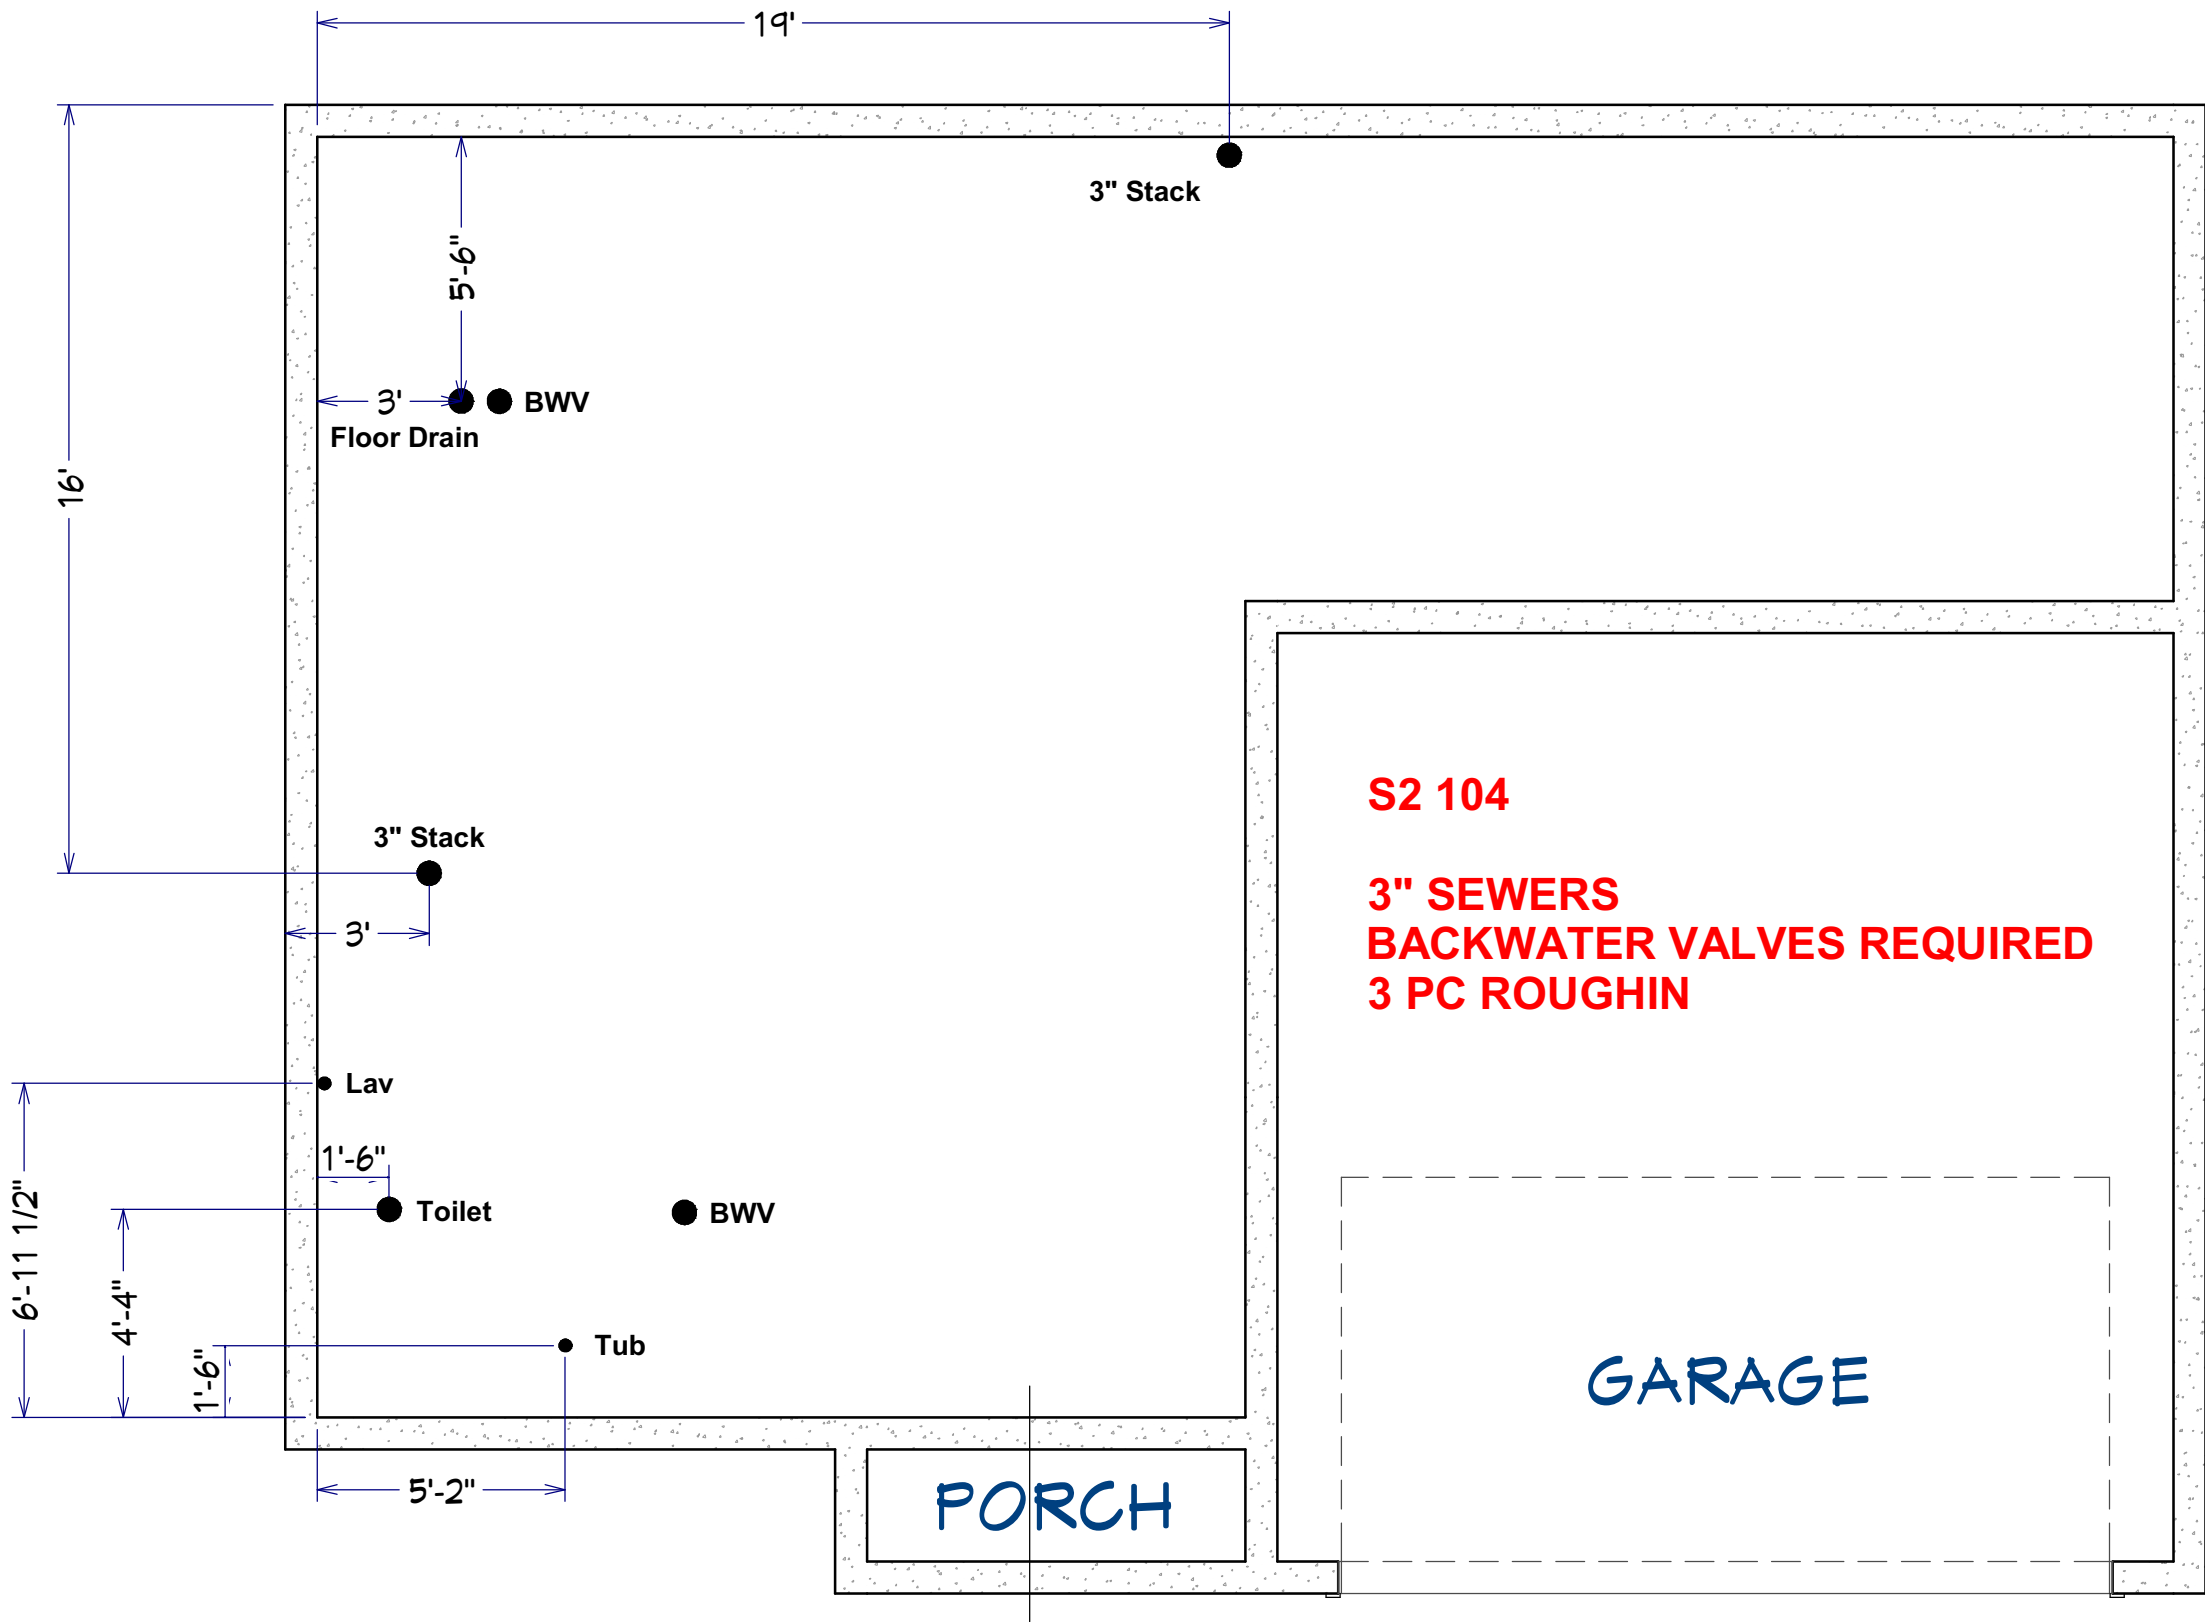 19'
3" Stack
5'-6"
3'
BWV
Floor Drain
16'
3" Stack
3'
S2 104
3" SEWERS
BACKWATER VALVES REQUIRED
3 PC ROUGHIN
Lav
1'-6"
Toilet
BWV
6'-11 1/2"
4'-4"
1'-6"
Tub
GARAGE
5'-2"
PORCH